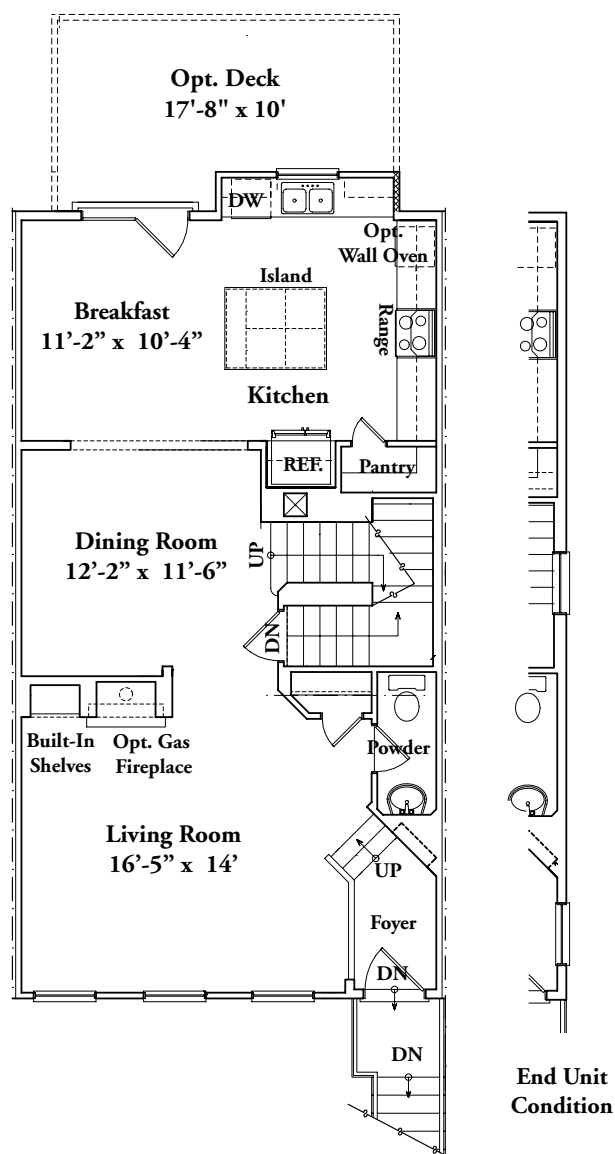 Opt. Deck
17'-8" x 10'
DW
Opt.
Wall Oven
Island
Range
Breakfast
11'-2” x 10'-4”
Kitchen
REF.
Pantry
Dining Room
12'-2” x 11'-6”
UP
DN
Built-In
Shelves
Opt. Gas
Fireplace
Powder
Living Room
16'-5” x 14'
UP
Foyer
DN
DN
End Unit
Condition